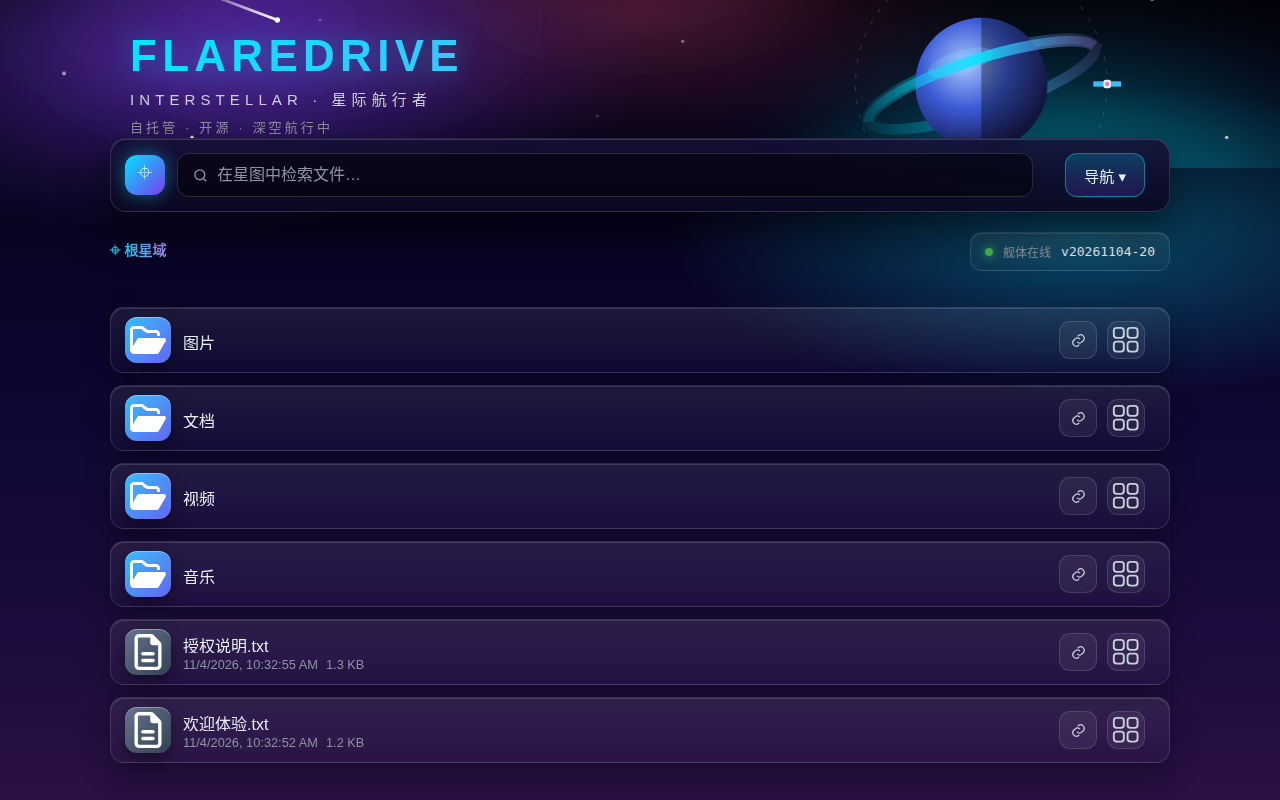 FLAREDRIVE
INTERSTELLAR · 星际航行者
自托管 · 开源 · 深空航行中
在星图中检索文件…
导航 ▾
⌖ 根星域
舰体在线 v20261104-20
图片
文档
视频
音乐
授权说明.txt
11/4/2026, 10:32:55 AM 1.3 KB
欢迎体验.txt
11/4/2026, 10:32:52 AM 1.2 KB